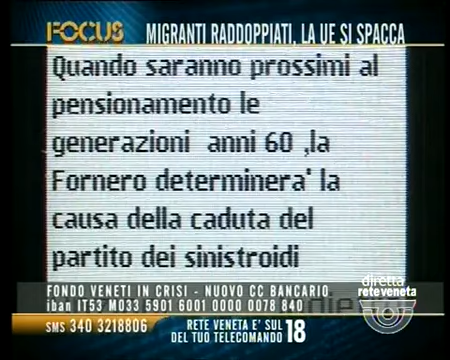 FOCUS MIGRANTI RADDOPPIATI, LA UE SI SPACCA
Quando saranno prossimi al
pensionamento le
generazioni anni 60 ,la
Fornero determinera' la
causa della caduta del
partito dei sinistroidi
FONDO VENETI IN CRISI - NUOVO CC BANCARIO
iban IT53 M033 5901 6001 0000 0078 840
diretta
reteveneta
SMS 340 3218806
RETE VENETA E' SUL
DEL TUO TELECOMANDO 18